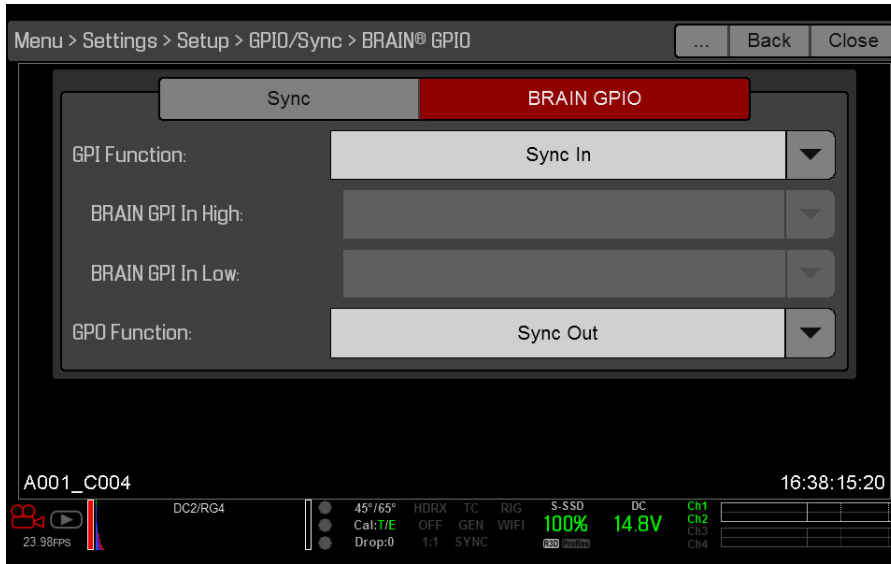 Menu > Settings > Setup > GPIO/Sync > BRAIN® GPIO ... Back Close
Sync BRAIN GPIO
GPI Function: Sync In
BRAIN GPI In High:
BRAIN GPI In Low:
GPO Function: Sync Out
A001_C004 16:38:15:20
DC2/RG4 45°/65° HDRX TC RIG S-SSD DC Ch1
Cal:T/E OFF GEN WIFI 100% 14.8V Ch2
23.98FPS Drop:0 1:1 SYNC R3D ProRes Ch3
Ch4